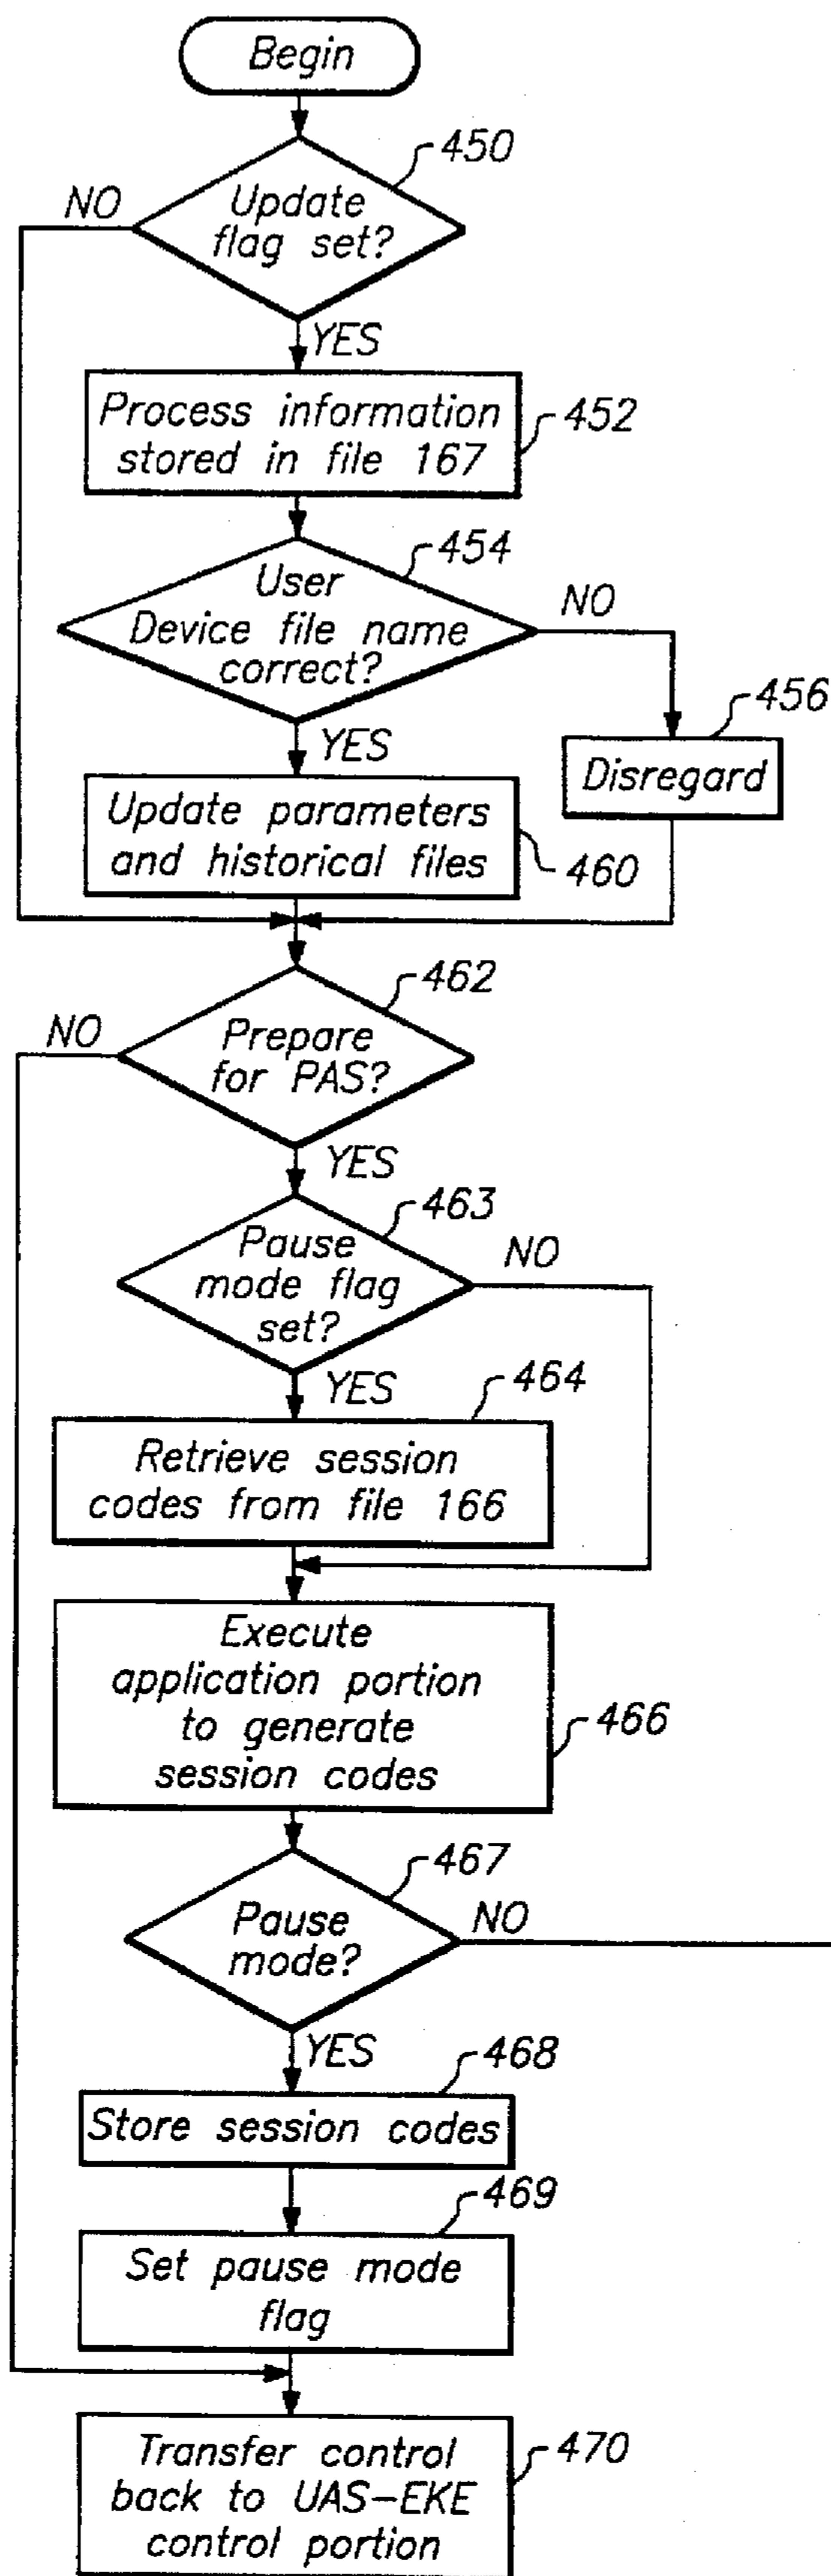 Begin
450
NO
Update
flag set?
YES
Process information
stored in file 167
452
454
User
Device file name
correct?
NO
456
YES
Disregard
Update parameters
and historical files
460
462
NO
Prepare
for PAS?
YES
463
Pause
mode flag
set?
NO
YES
464
Retrieve session
codes from file 166
Execute
application portion
to generate
session codes
466
467
Pause
mode?
NO
YES
468
Store session codes
469
Set pause mode
flag
Transfer control
back to UAS-EKE
control portion
470